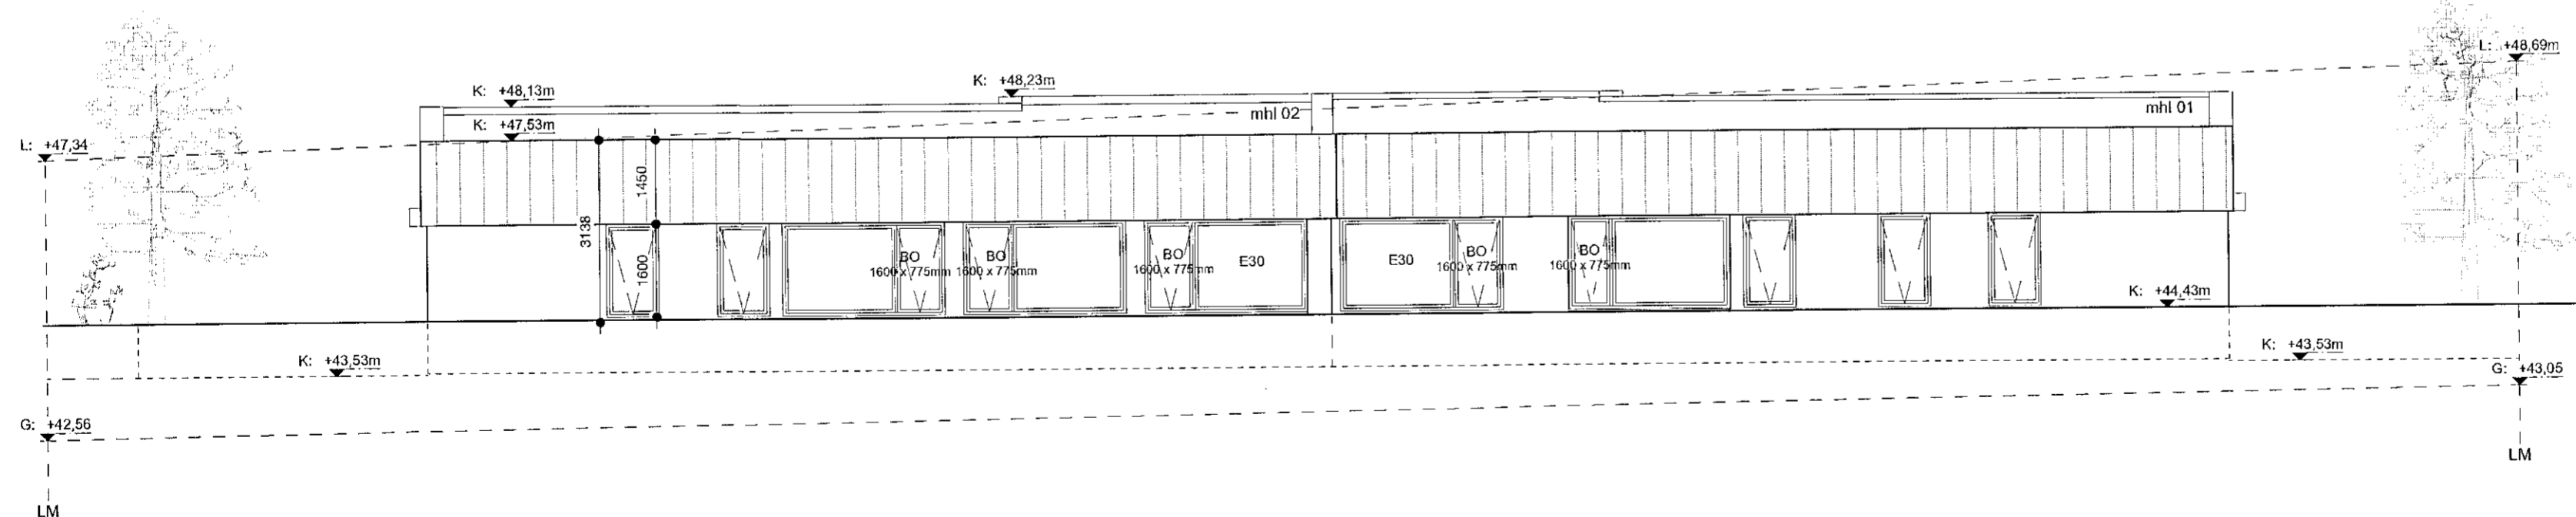 L: +48,69m
K: +48,23m
K: +48,13m
mhl 02
mhl 01
K: +47,53m
L: +47,34
1450
3138
1600
BO
1600 x 775mm
BO
1600 x 775mm
BO
1600 x 775mm
E30
E30
BO
1600 x 775mm
BO
1600 x 775mm
K: +44,43m
K: +43,53m
K: +43,53m
G: +43,05
G: +42,56
LM
LM